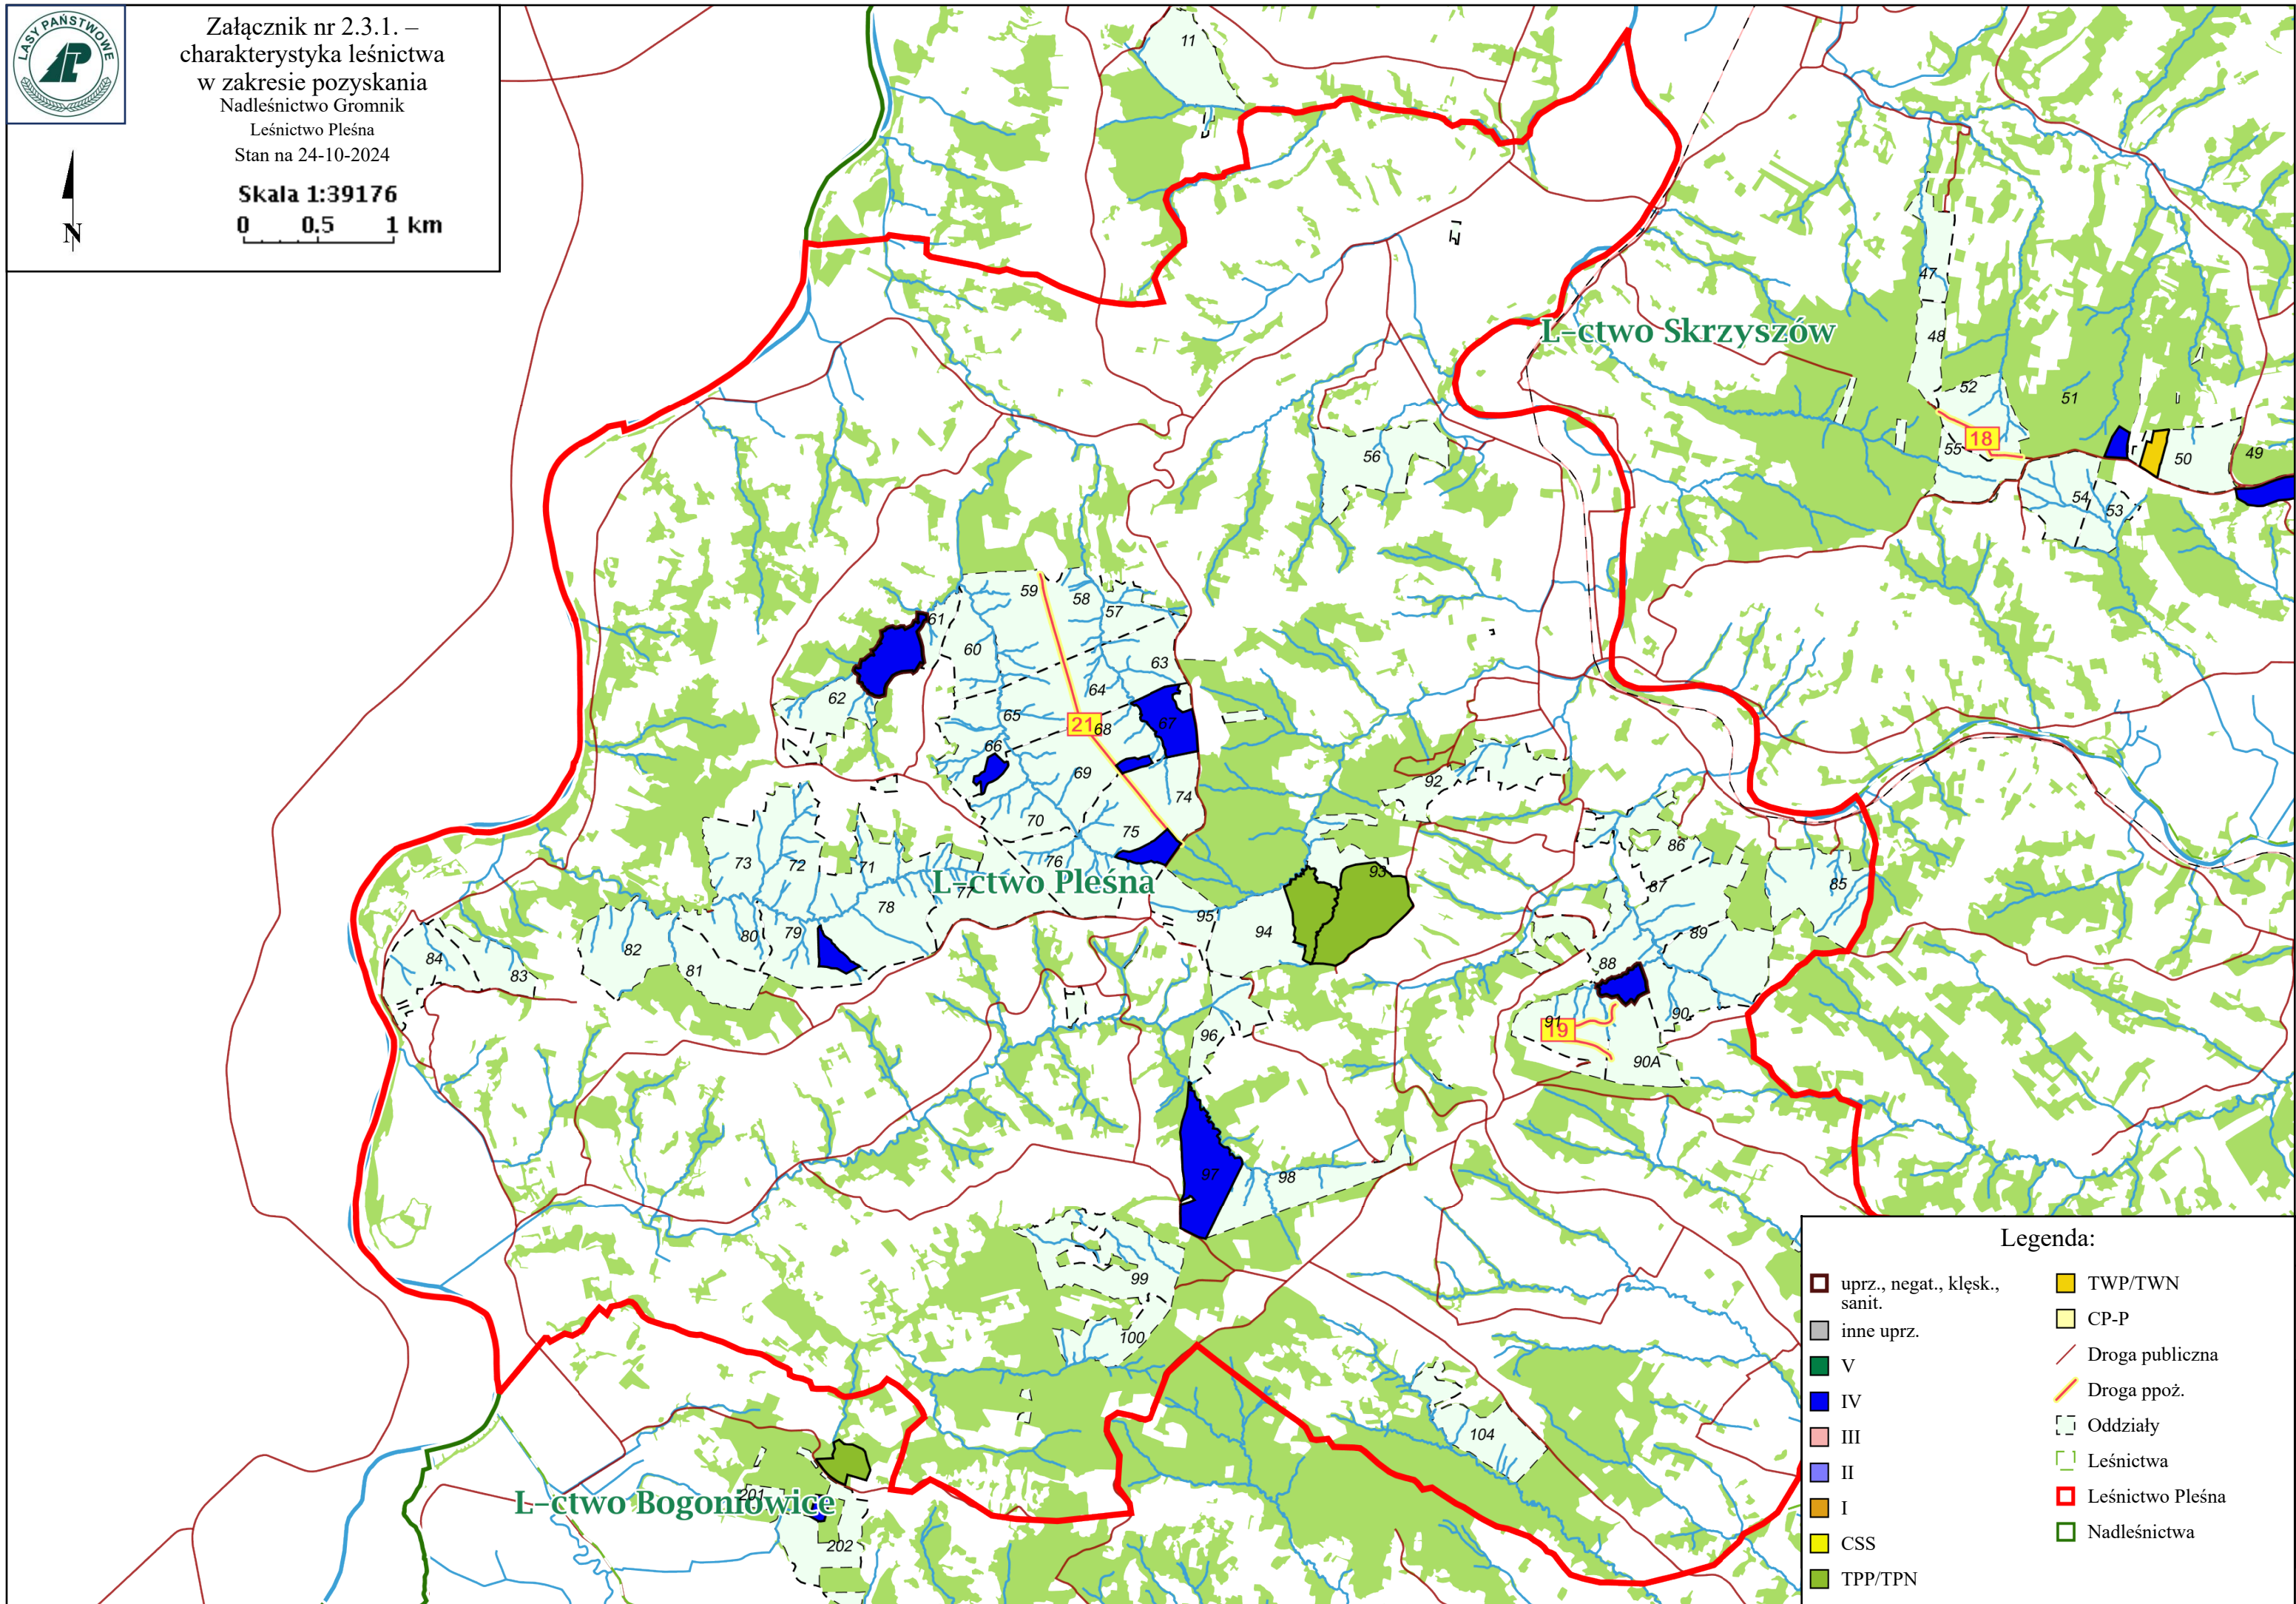 LASY PAŃSTWOWE
Załącznik nr 2.3.1. –
charakterystyka leśnictwa
w zakresie pozyskania
Nadleśnictwo Gromnik
Leśnictwo Pleśna
Stan na 24-10-2024
Skala 1:39176
0 0.5 1 km
N
11
47
L-ctwo Skrzyszów
48
52
51
18
55
50
49
56
54
53
59
58
57
61
60
63
62
64
65
67
21
68
66
69
92
74
70
75
86
73
72
71
76
93
87
85
L-ctwo Pleśna
77
78
95
94
80
79
89
82
84
81
83
88
90
91
19
96
90A
97
98
99
100
104
201
L-ctwo Bogoniowice
202
Legenda:
uprz., negat., klęsk.,
sanit.
inne uprz.
V
IV
III
II
I
CSS
TPP/TPN
TWP/TWN
CP-P
Droga publiczna
Droga ppoż.
Oddziały
Leśnictwa
Leśnictwo Pleśna
Nadleśnictwa